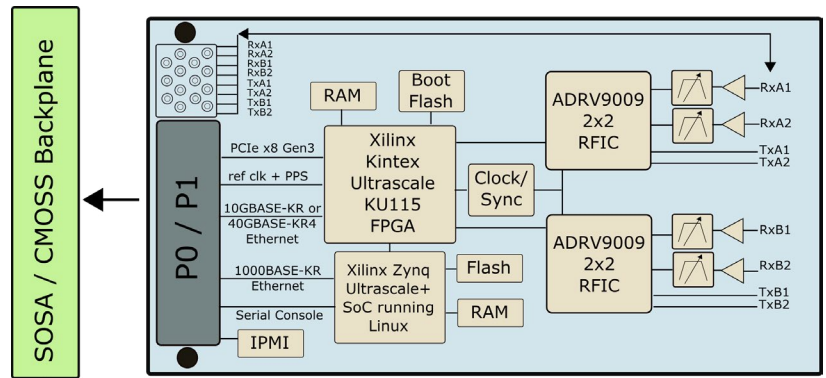 SOSA / CMOSS Backplane
RxA1
RxA2
RxB1
RxB2
TxA1
TxA2
TxB1
TxB2
P0 / P1
PCIe x8 Gen3
ref clk + PPS
10GBASE-KR or
40GBASE-KR4
Ethernet
1000BASE-KR
Ethernet
Serial Console
IPMI
RAM
Boot
Flash
Xilinx
Kintex
Ultrascale
KU115
FPGA
Clock/
Sync
Xilinx Zynq
Ultrascale+
SoC running
Linux
Flash
RAM
ADRV9009
2x2
RFIC
RxA1
RxA2
TxA1
TxA2
ADRV9009
2x2
RFIC
RxB1
RxB2
TxB1
TxB2